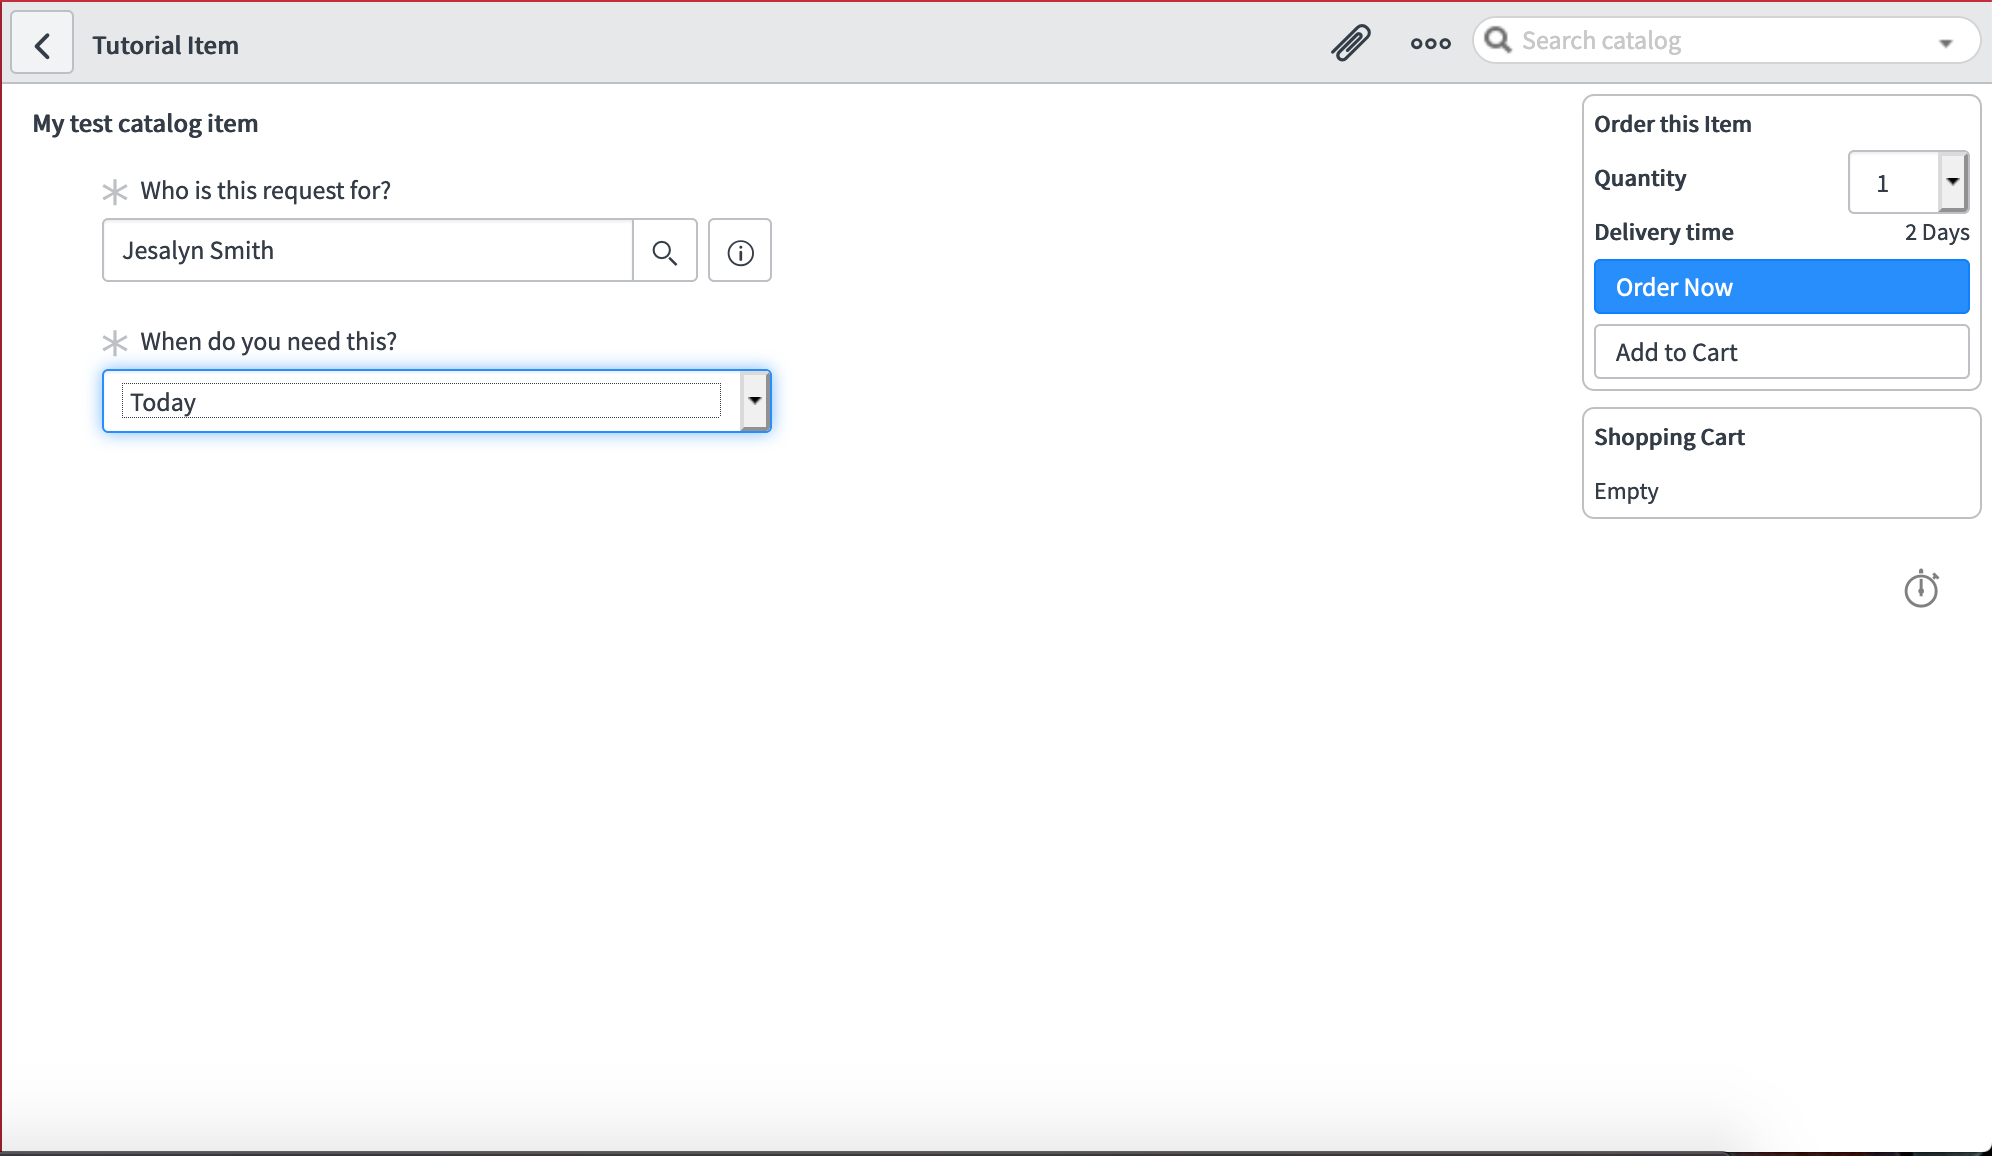 Tutorial Item
Search catalog
My test catalog item
Who is this request for?
Jesalyn Smith
When do you need this?
Today
Order this Item
Quantity
1
Delivery time 2 Days
Order Now
Add to Cart
Shopping Cart
Empty